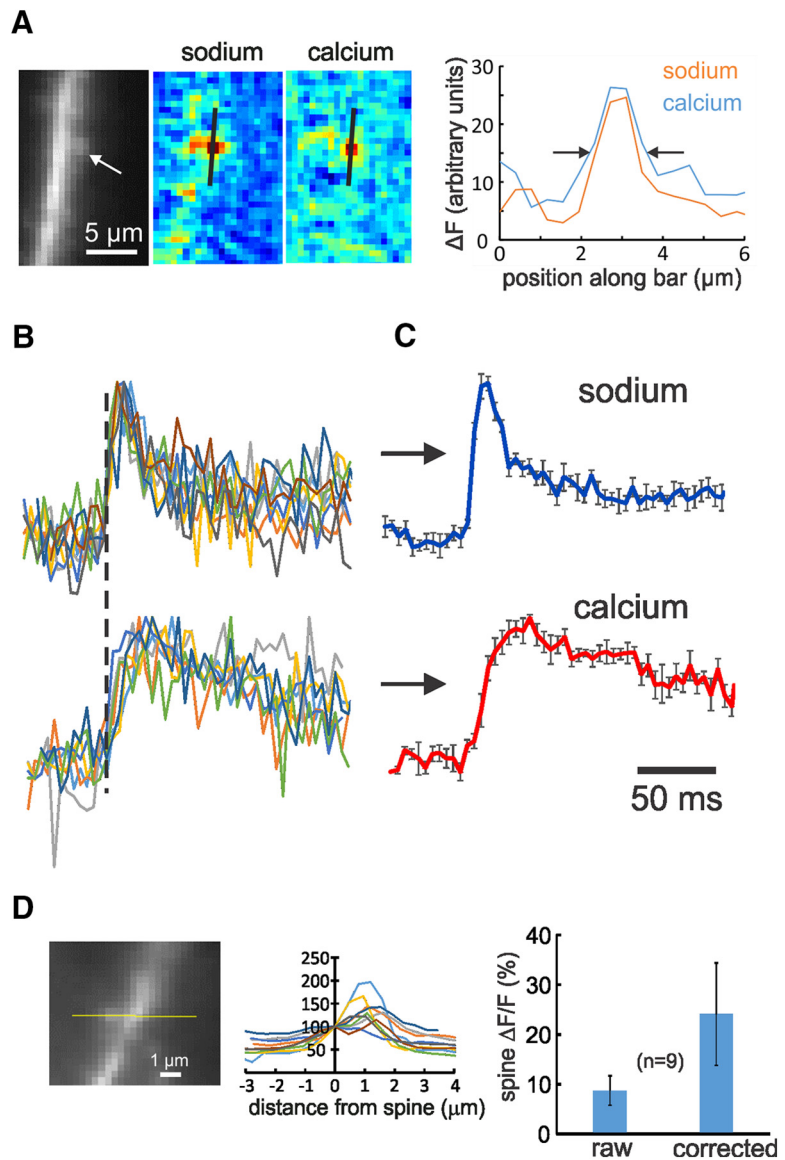 A
sodium
calcium
5 µm
30
20
10
0
ΔF (arbitrary units)
sodium
calcium
0
2
4
6
position along bar (µm)
B
C
sodium
calcium
50 ms
D
1 µm
250
200
150
100
50
-3 -2 -1 0 1 2 3 4
distance from spine (µm)
40
30
20
10
0
spine ΔF/F (%)
(n=9)
raw
corrected